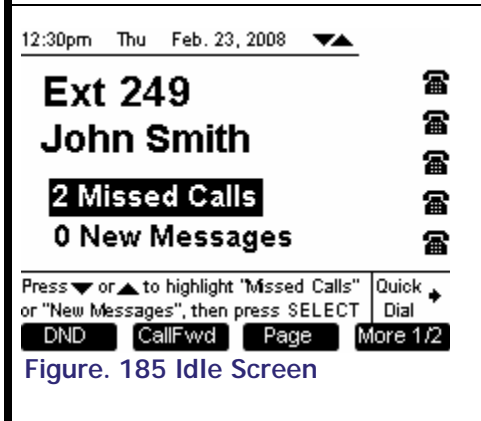 12:30pm Thu Feb. 23, 2008
Ext 249
John Smith
2 Missed Calls
0 New Messages
Press ▼ or ▲ to highlight "Missed Calls"
or "New Messages", then press SELECT
Quick
Dial
DND CallFwd Page More 1/2
Figure. 185 Idle Screen